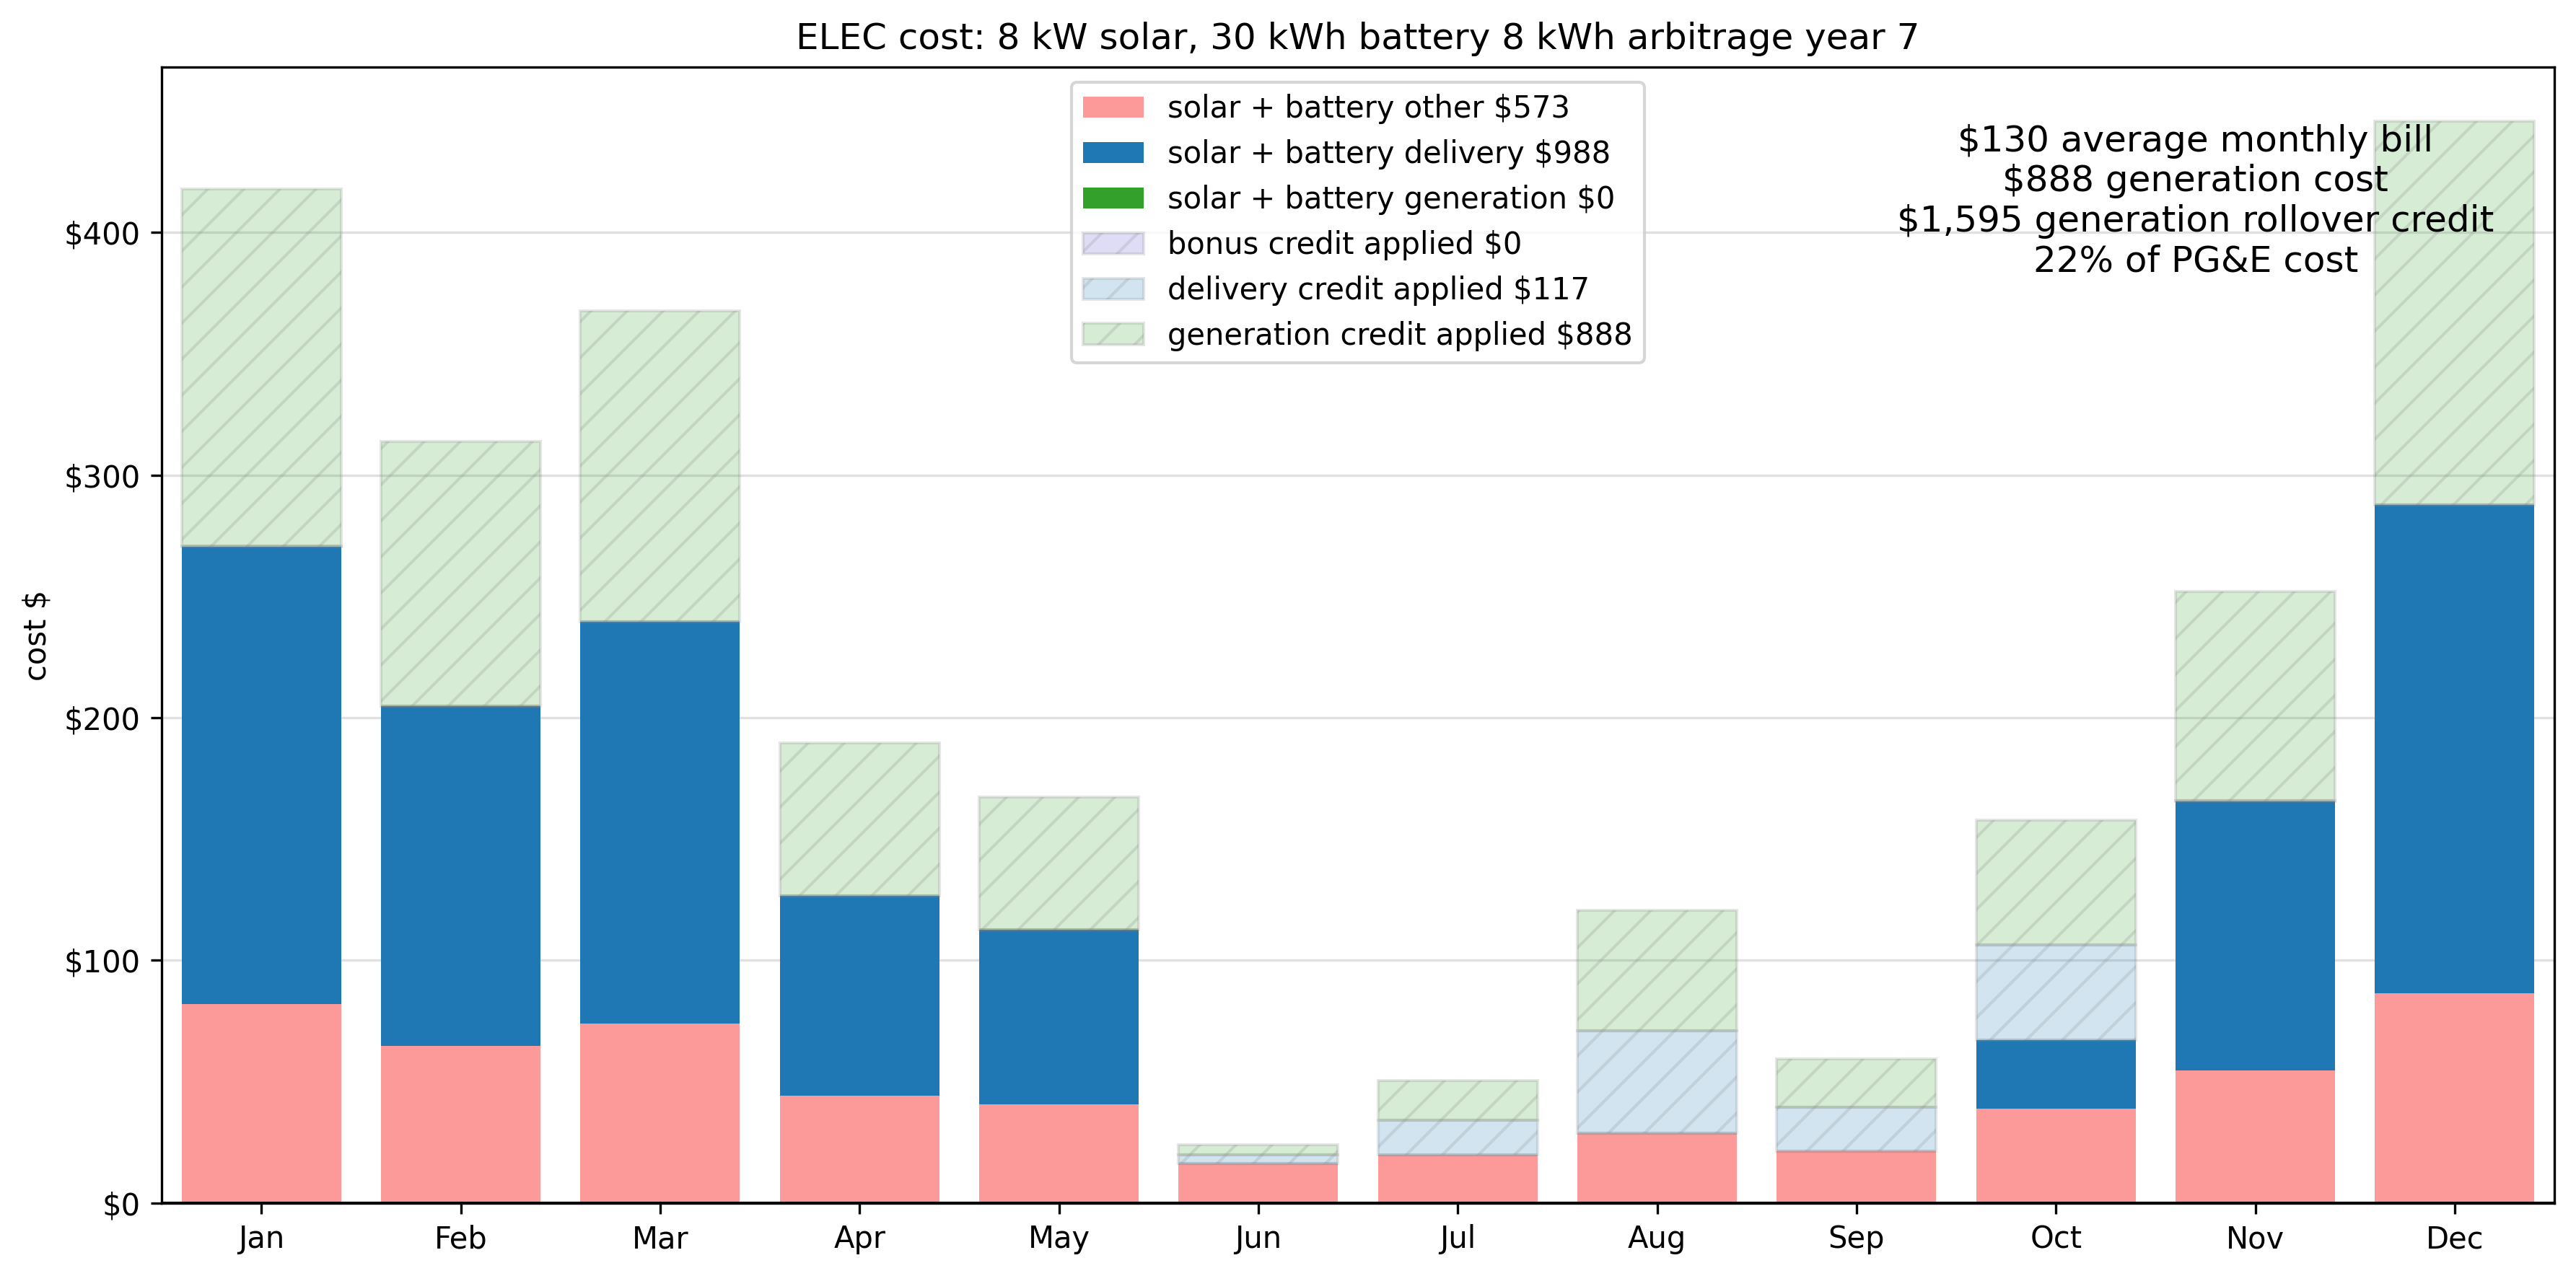 ELEC cost: 8 kW solar, 30 kWh battery 8 kWh arbitrage year 7
solar + battery other $573
solar + battery delivery $988
solar + battery generation $0
bonus credit applied $0
delivery credit applied $117
generation credit applied $888
$130 average monthly bill
$888 generation cost
$1,595 generation rollover credit
22% of PG&E cost
cost $
$400
$300
$200
$100
$0
Jan Feb Mar Apr May Jun Jul Aug Sep Oct Nov Dec